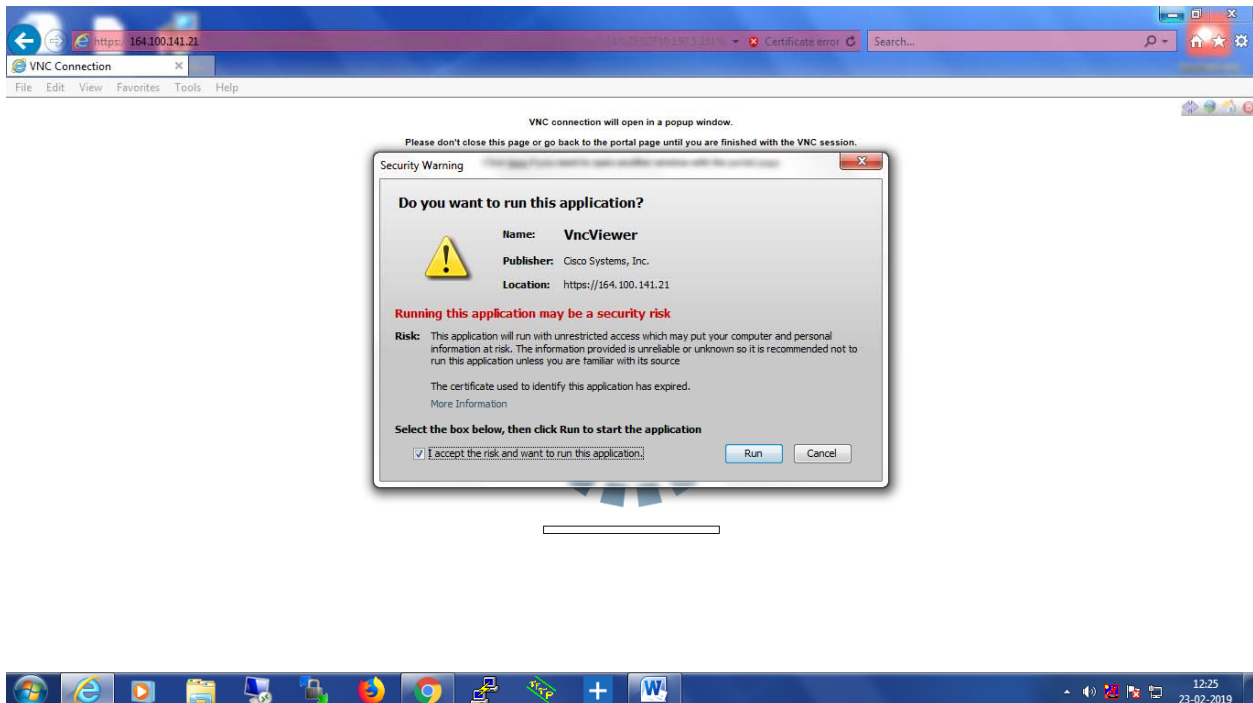 https: 164.100.141.21
Certificate error
Search...
VNC Connection
File Edit View Favorites Tools Help
VNC connection will open in a popup window.
Please don't close this page or go back to the portal page until you are finished with the VNC session.
Security Warning
Do you want to run this application?
Name: VncViewer
Publisher: Cisco Systems, Inc.
Location: https://164.100.141.21
Running this application may be a security risk
Risk: This application will run with unrestricted access which may put your computer and personal
information at risk. The information provided is unreliable or unknown so it is recommended not to
run this application unless you are familiar with its source
The certificate used to identify this application has expired.
More Information
Select the box below, then click Run to start the application
I accept the risk and want to run this application.
Run
Cancel
12:25
23-02-2019